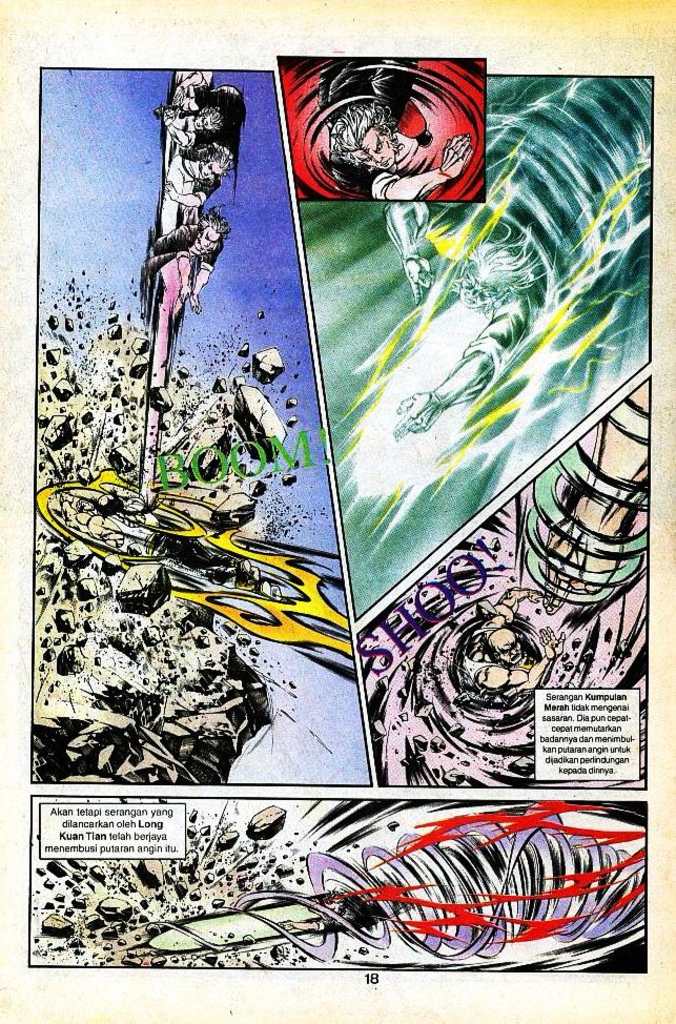 BOOM!
SHOO!
Serangan Kumpulan
Merah tidak mengenai
sasaran. Dia pun cepat-
cepat memutarkan
badannya dan menimbul-
kan putaran angin untuk
dijadikan perlindungan
kepada dirinya.
Akan tetapi serangan yang
dilancarkan oleh Long
Kuan Tian telah berjaya
menembusi putaran angin itu.
18